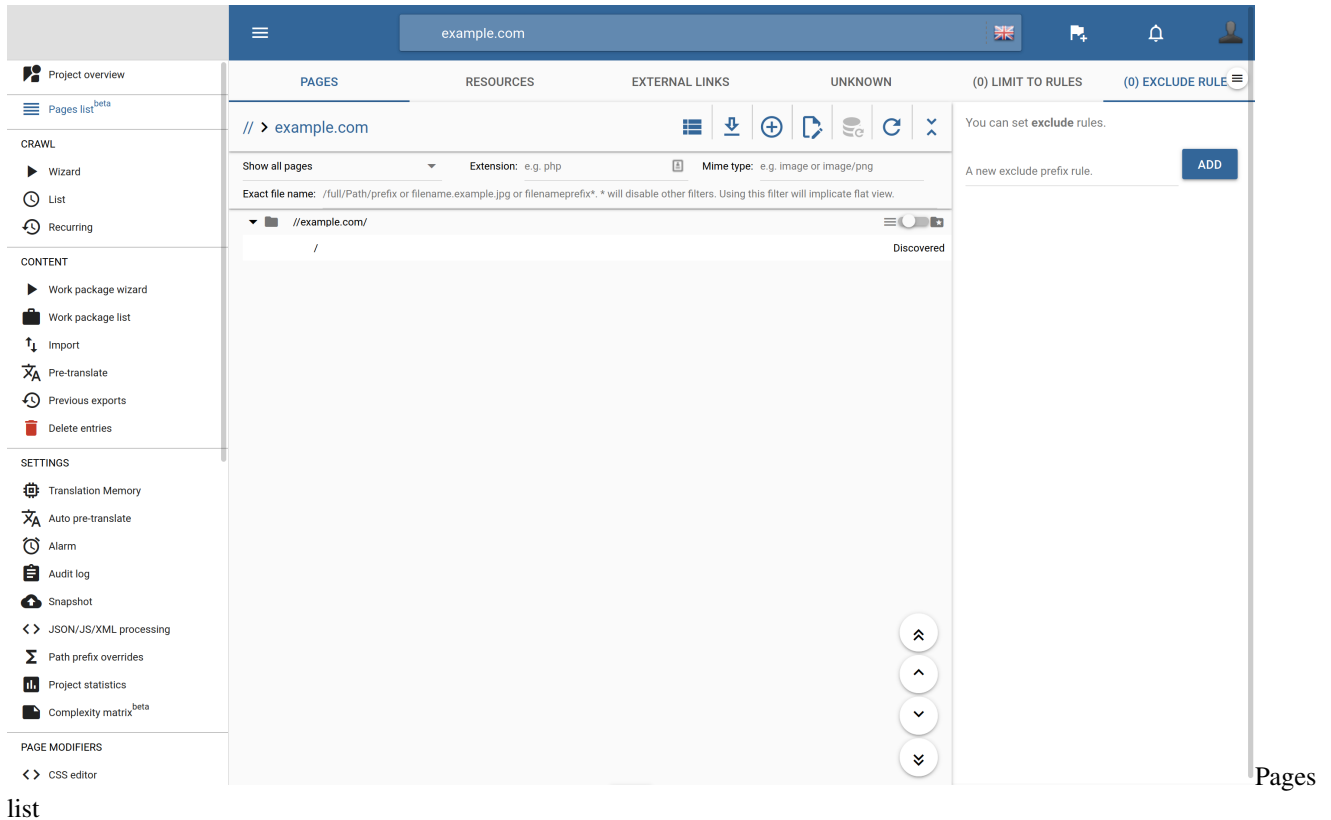 example.com
Project overview
Pages list beta
CRAWL
Wizard
List
Recurring
CONTENT
Work package wizard
Work package list
Import
Pre-translate
Previous exports
Delete entries
SETTINGS
Translation Memory
Auto pre-translate
Alarm
Audit log
Snapshot
JSON/JS/XML processing
Path prefix overrides
Project statistics
Complexity matrix beta
PAGE MODIFIERS
CSS editor
PAGES RESOURCES EXTERNAL LINKS UNKNOWN (0) LIMIT TO RULES (0) EXCLUDE RULE
// > example.com
Show all pages Extension: e.g. php Mime type: e.g. image or image/png
Exact file name: /full/Path/prefix or filename.example.jpg or filenameprefix*. * will disable other filters. Using this filter will implicate flat view.
//example.com/
/ Discovered
You can set exclude rules.
A new exclude prefix rule. ADD
Pages
list